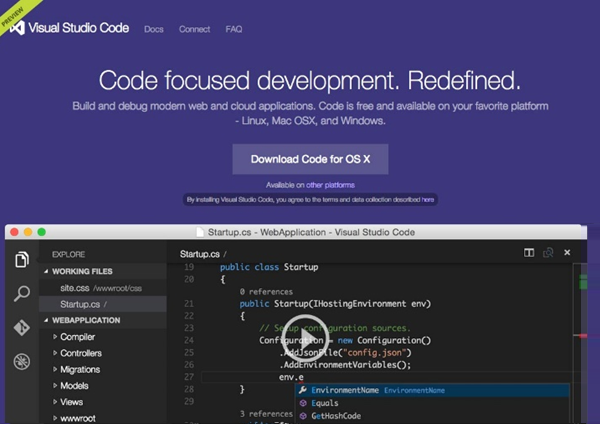 PREVIEW
Visual Studio Code Docs Connect FAQ
Code focused development. Redefined.
Build and debug modern web and cloud applications. Code is free and available on your favorite platform
- Linux, Mac OSX, and Windows.
Download Code for OS X
Available on other platforms
By installing Visual Studio Code, you agree to the terms and data collection described here
Startup.cs - WebApplication - Visual Studio Code
EXPLORE
WORKING FILES
site.css /wwwroot/css
Startup.cs /
WEBAPPLICATION
Compiler
Controllers
Migrations
Models
Views
wwwroot
Startup.cs /
19 public class Startup
20 {
0 references
21 public Startup(IHostingEnvironment env)
22 {
23 // Setup configuration sources.
24 Configuration = new Configuration()
25 .AddJsonFile("config.json")
26 .AddEnvironmentVariables();
27 env.e
28 }
EnvironmentName EnvironmentName
Equals
GetHashCode
29
3 references